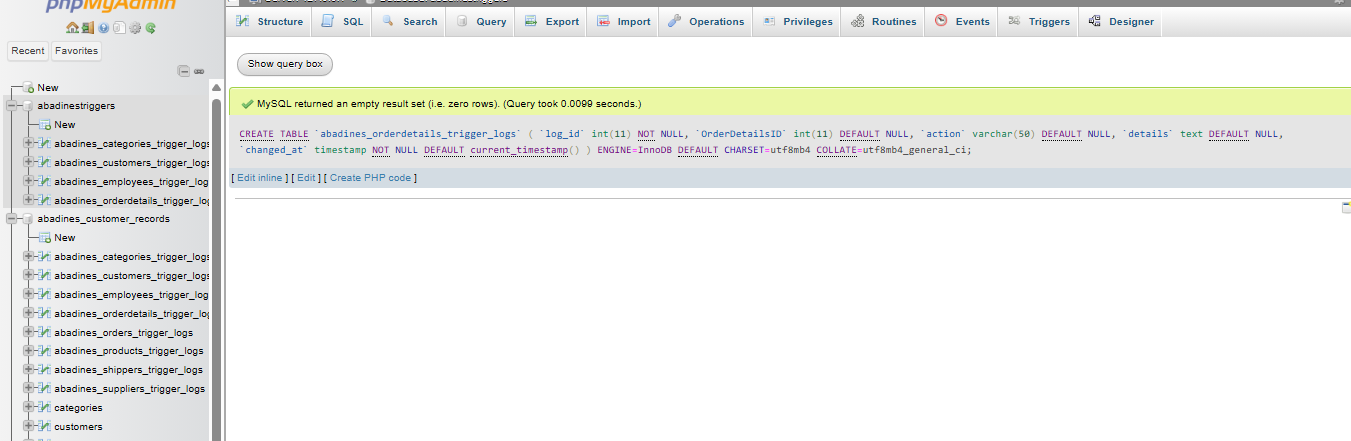 phpMyAdmin
Recent Favorites
New
abadinestriggers
New
abadines_categories_trigger_logs
abadines_customers_trigger_logs
abadines_employees_trigger_log
abadines_orderdetails_trigger_log
abadines_customer_records
New
abadines_categories_trigger_logs
abadines_customers_trigger_logs
abadines_employees_trigger_log
abadines_orderdetails_trigger_log
abadines_orders_trigger_logs
abadines_products_trigger_logs
abadines_shippers_trigger_logs
abadines_suppliers_trigger_logs
categories
customers
Structure SQL Search Query Export Import Operations Privileges Routines Events Triggers Designer
Show query box
MySQL returned an empty result set (i.e. zero rows). (Query took 0.0099 seconds.)
CREATE TABLE `abadines_orderdetails_trigger_logs` ( `log_id` int(11) NOT NULL, `OrderDetailsID` int(11) DEFAULT NULL, `action` varchar(50) DEFAULT NULL, `details` text DEFAULT NULL,
`changed_at` timestamp NOT NULL DEFAULT current_timestamp() ) ENGINE=InnoDB DEFAULT CHARSET=utf8mb4 COLLATE=utf8mb4_general_ci;
[ Edit inline ] [ Edit ] [ Create PHP code ]